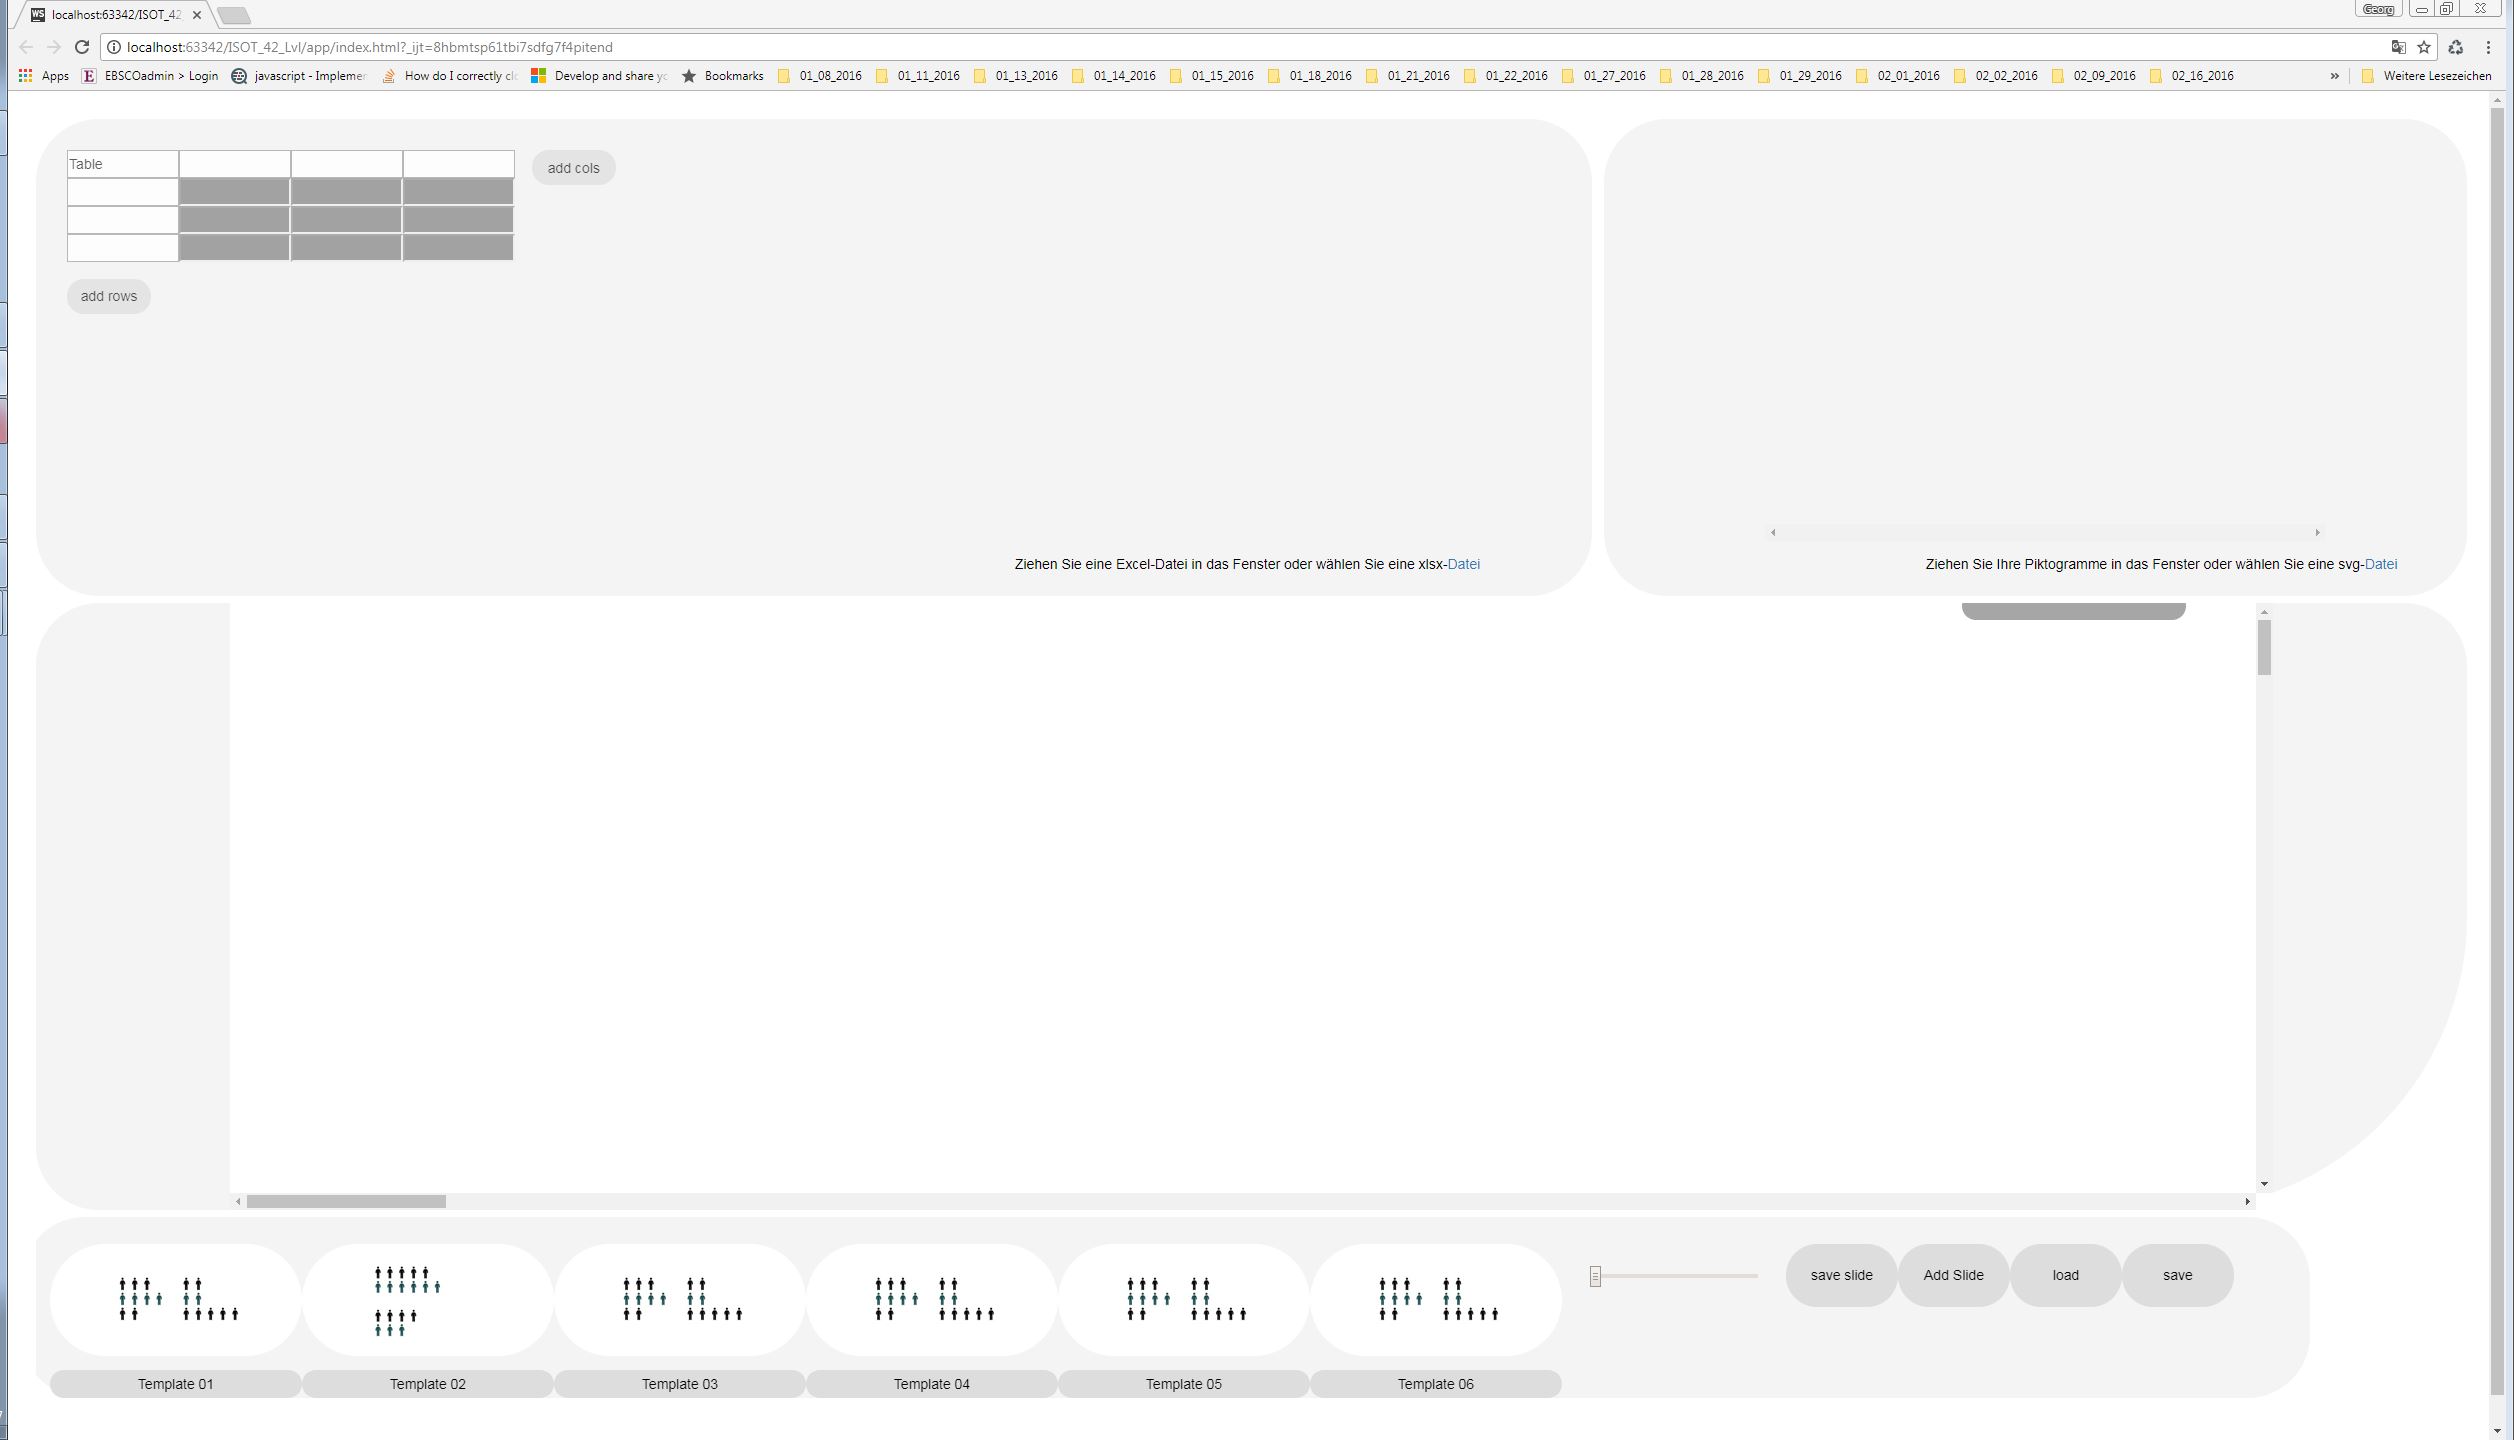 WS localhost:63342/ISOT_42
Georg
localhost:63342/ISOT_42_Lvl/app/index.html?_ijt=8hbmtsp61tbi7sdfg7f4pitend
Apps E EBSCOadmin > Login javascript - Implemer How do I correctly cl Develop and share yo Bookmarks 01_08_2016 01_11_2016 01_13_2016 01_14_2016 01_15_2016 01_18_2016 01_21_2016 01_22_2016 01_27_2016 01_28_2016 01_29_2016 02_01_2016 02_02_2016 02_09_2016 02_16_2016 » Weitere Lesezeichen
Table
add cols
add rows
Ziehen Sie eine Excel-Datei in das Fenster oder wählen Sie eine xlsx-Datei
Ziehen Sie Ihre Piktogramme in das Fenster oder wählen Sie eine svg-Datei
save slide Add Slide load save
Template 01 Template 02 Template 03 Template 04 Template 05 Template 06